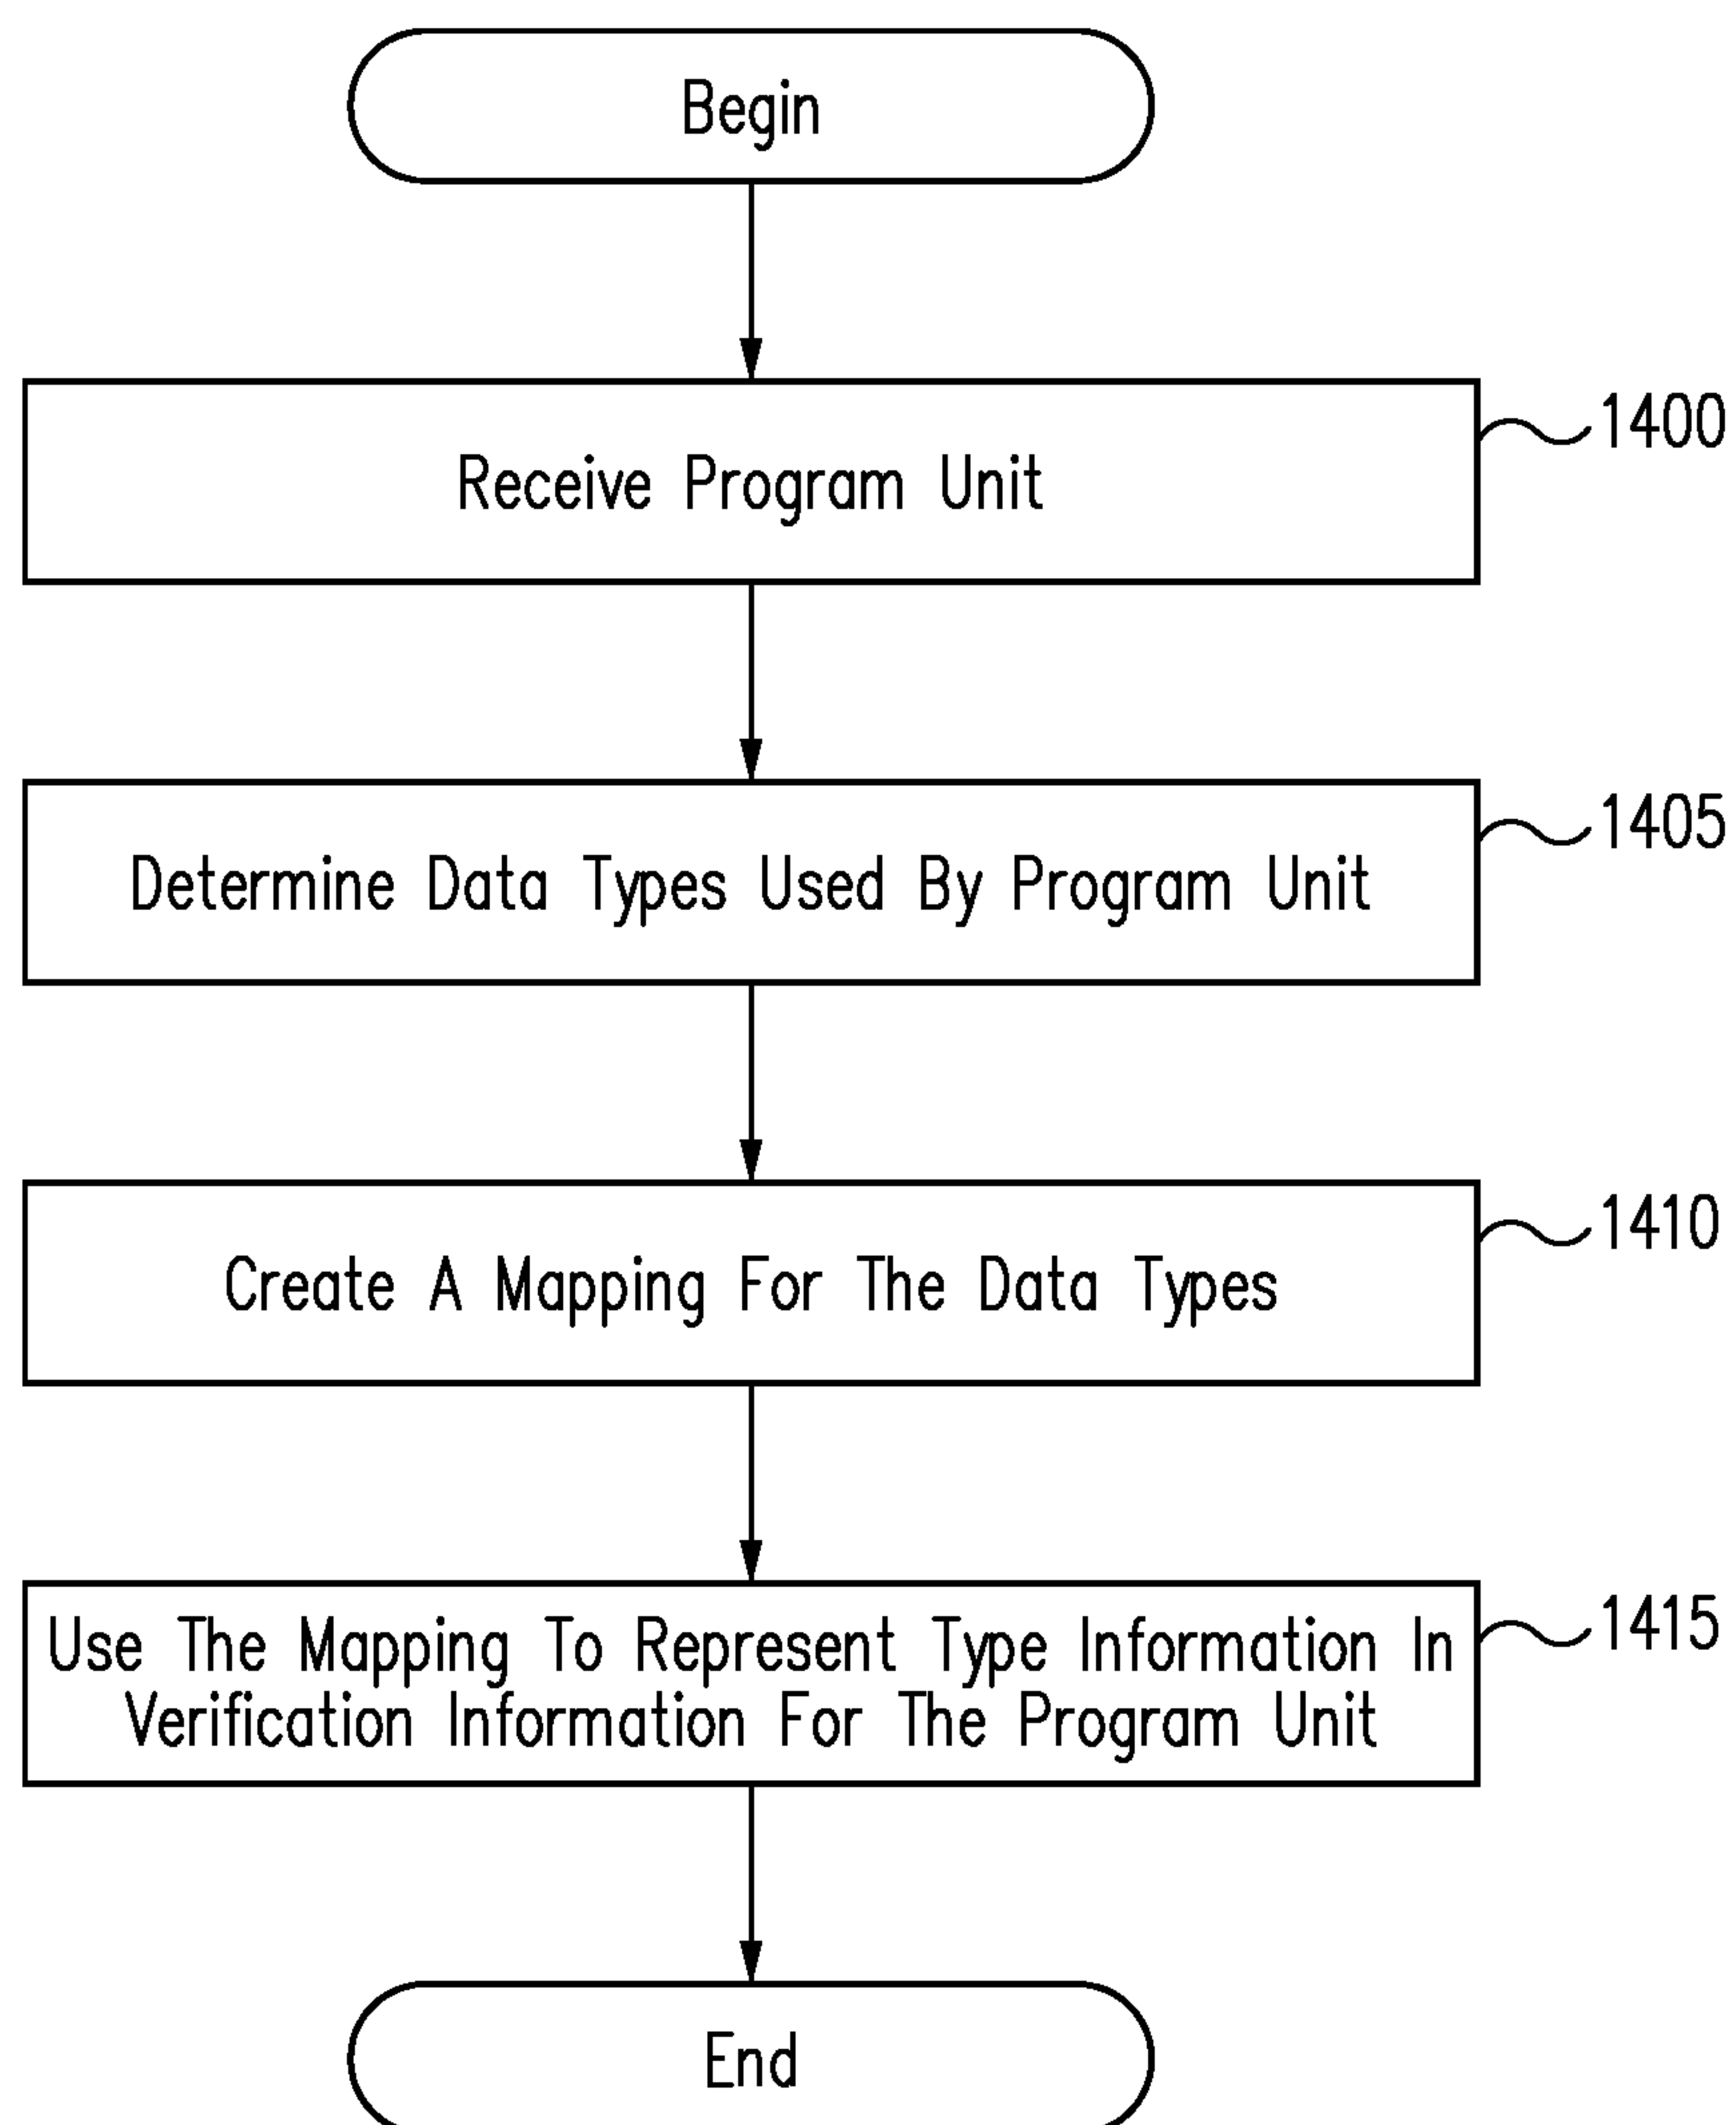 Begin
Receive Program Unit
1400
Determine Data Types Used By Program Unit
1405
Create A Mapping For The Data Types
1410
Use The Mapping To Represent Type Information In
Verification Information For The Program Unit
1415
End